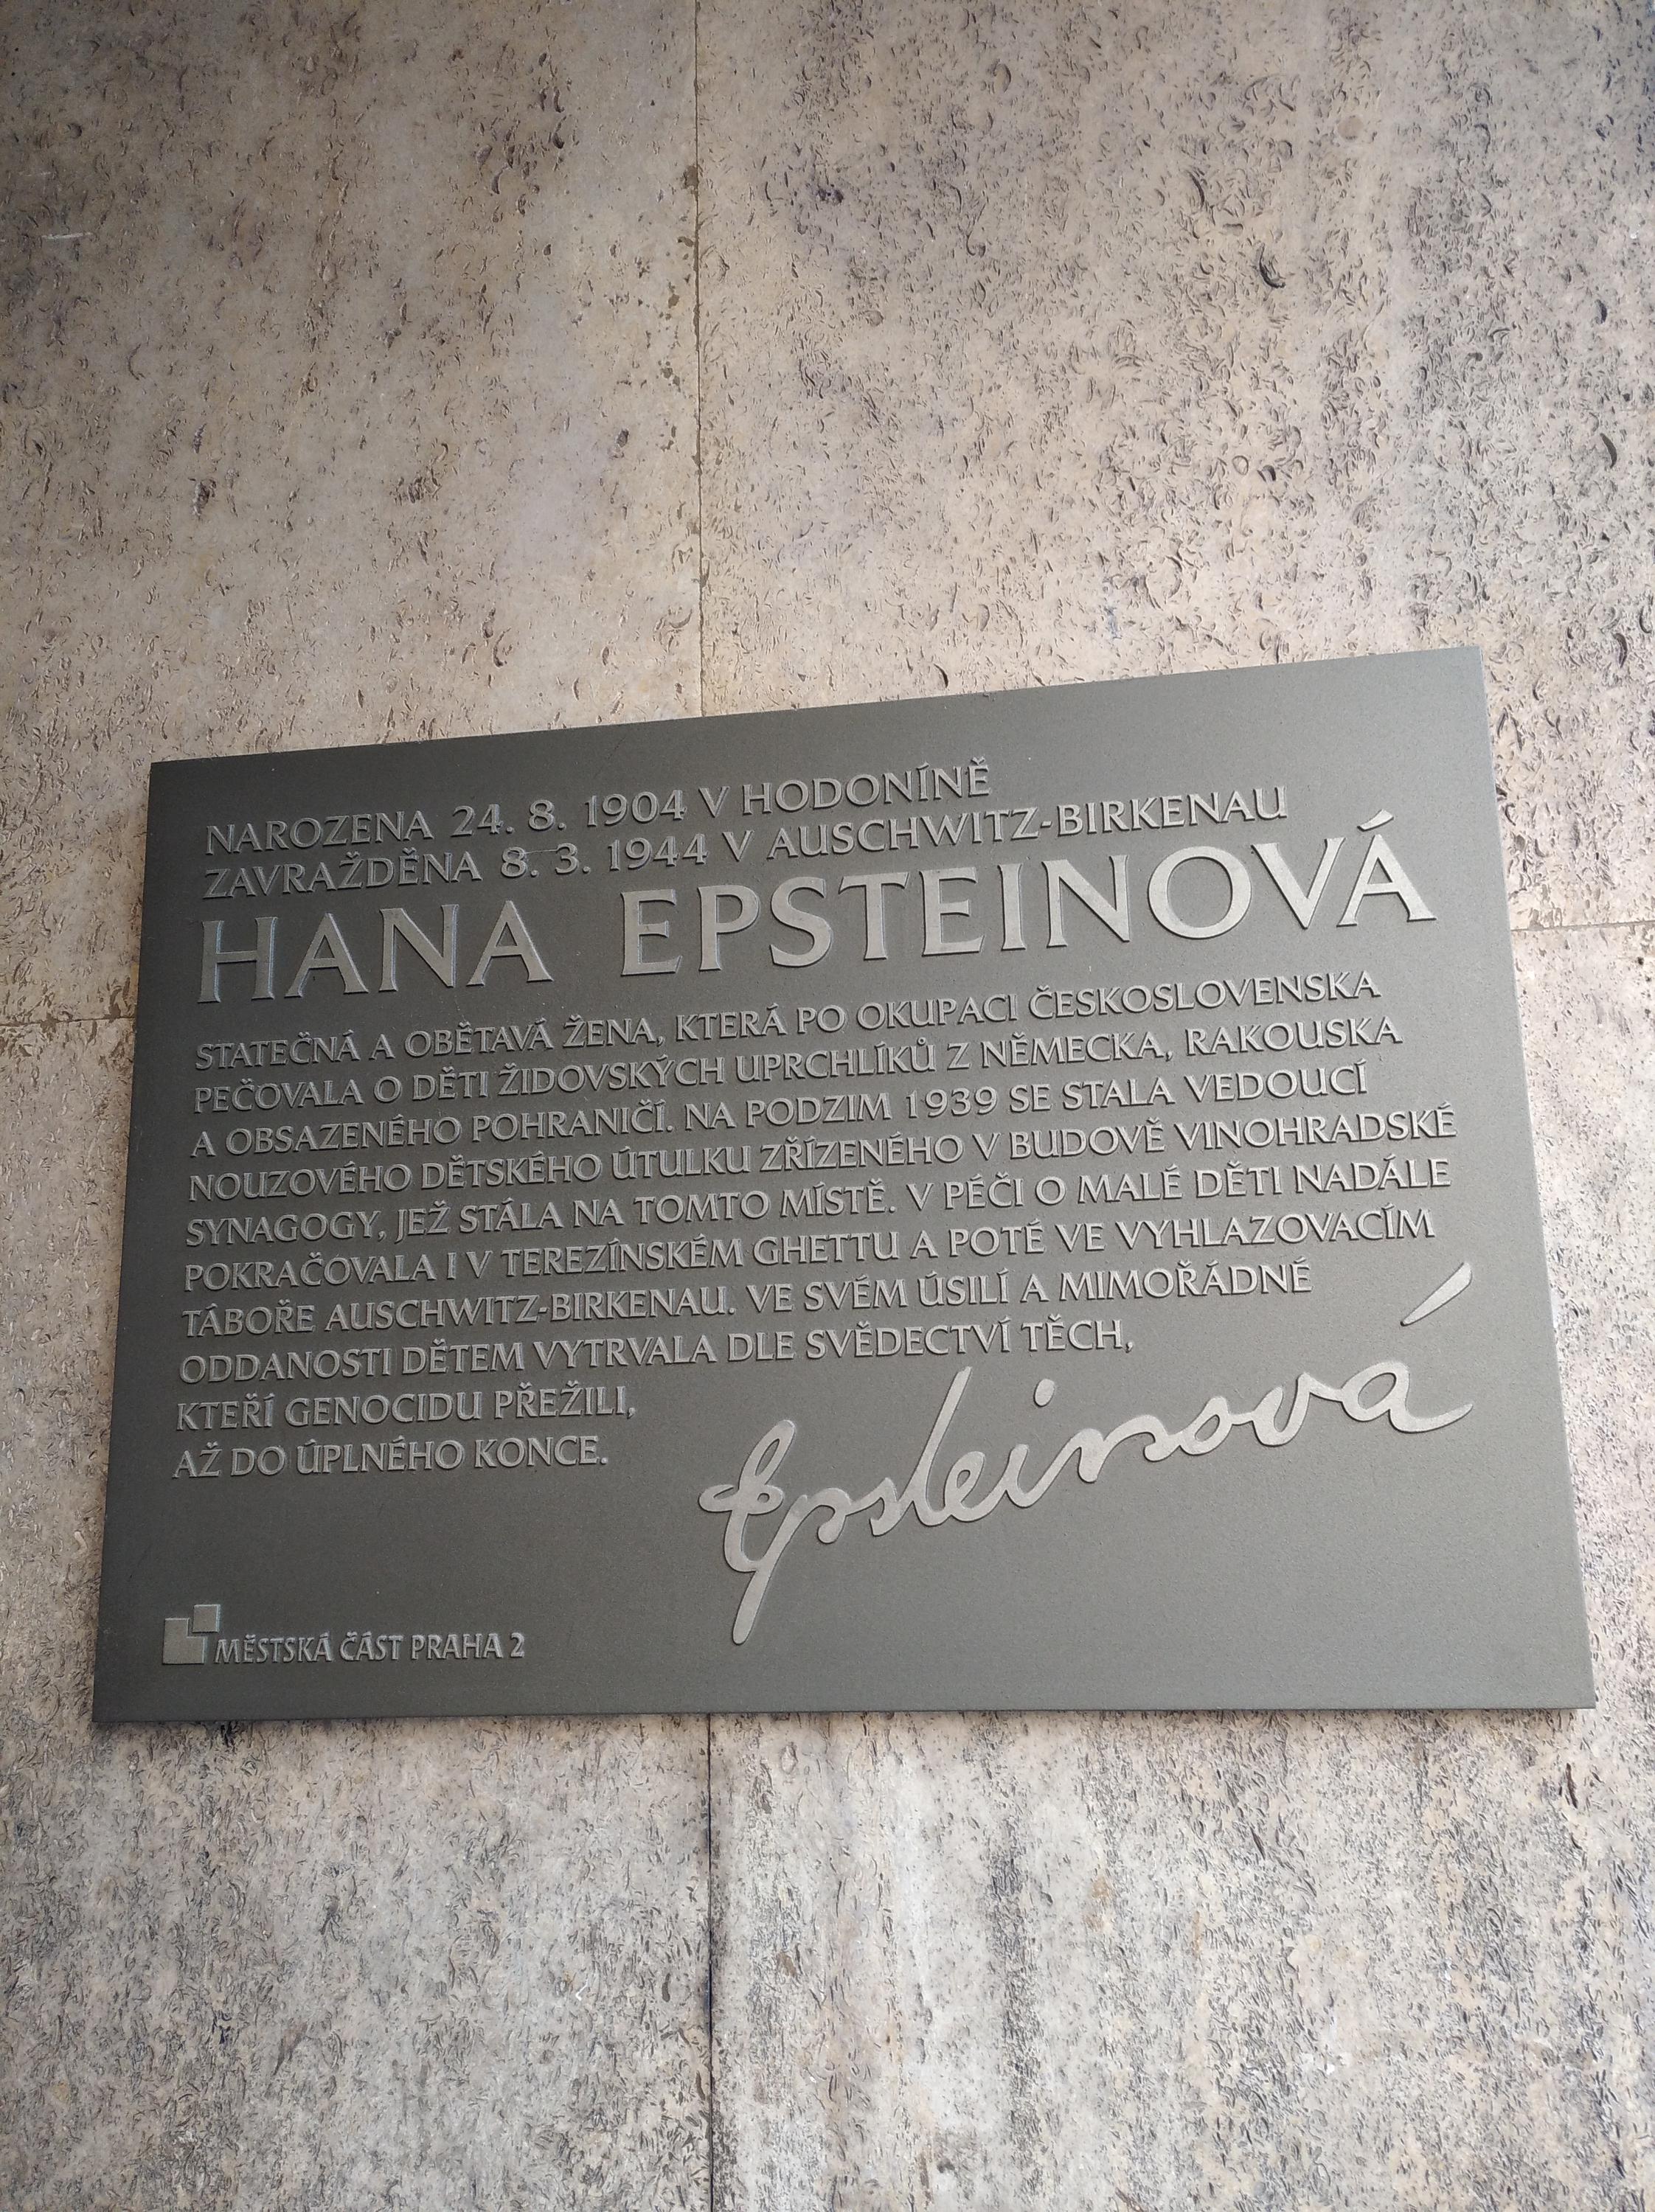 NAROZENA 24. 8. 1904 V HODONÍNĚ
ZAVRAŽDĚNA 8. 3. 1944 V AUSCHWITZ-BIRKENAU
HANA EPSTEINOVÁ
STATEČNÁ A OBĚTAVÁ ŽENA, KTERÁ PO OKUPACI ČESKOSLOVENSKA
PEČOVALA O DĚTI ŽIDOVSKÝCH UPRCHLÍKŮ Z NĚMECKA, RAKOUSKA
A OBSAZENÉHO POHRANIČÍ. NA PODZIM 1939 SE STALA VEDOUCÍ
NOUZOVÉHO DĚTSKÉHO ÚTULKU ZŘÍZENÉHO V BUDOVĚ VINOHRADSKÉ
SYNAGOGY, JEŽ STÁLA NA TOMTO MÍSTĚ. V PÉČI O MALÉ DĚTI NADÁLE
POKRAČOVALA I V TEREZÍNSKÉM GHETTU A POTÉ VE VYHLAZOVACÍM
TÁBOŘE AUSCHWITZ-BIRKENAU. VE SVÉM ÚSILÍ A MIMOŘÁDNÉ
ODDANOSTI DĚTEM VYTRVALA DLE SVĚDECTVÍ TĚCH,
KTEŘÍ GENOCIDU PŘEŽILI,
AŽ DO ÚPLNÉHO KONCE.
Epsteinová
MĚSTSKÁ ČÁST PRAHA 2